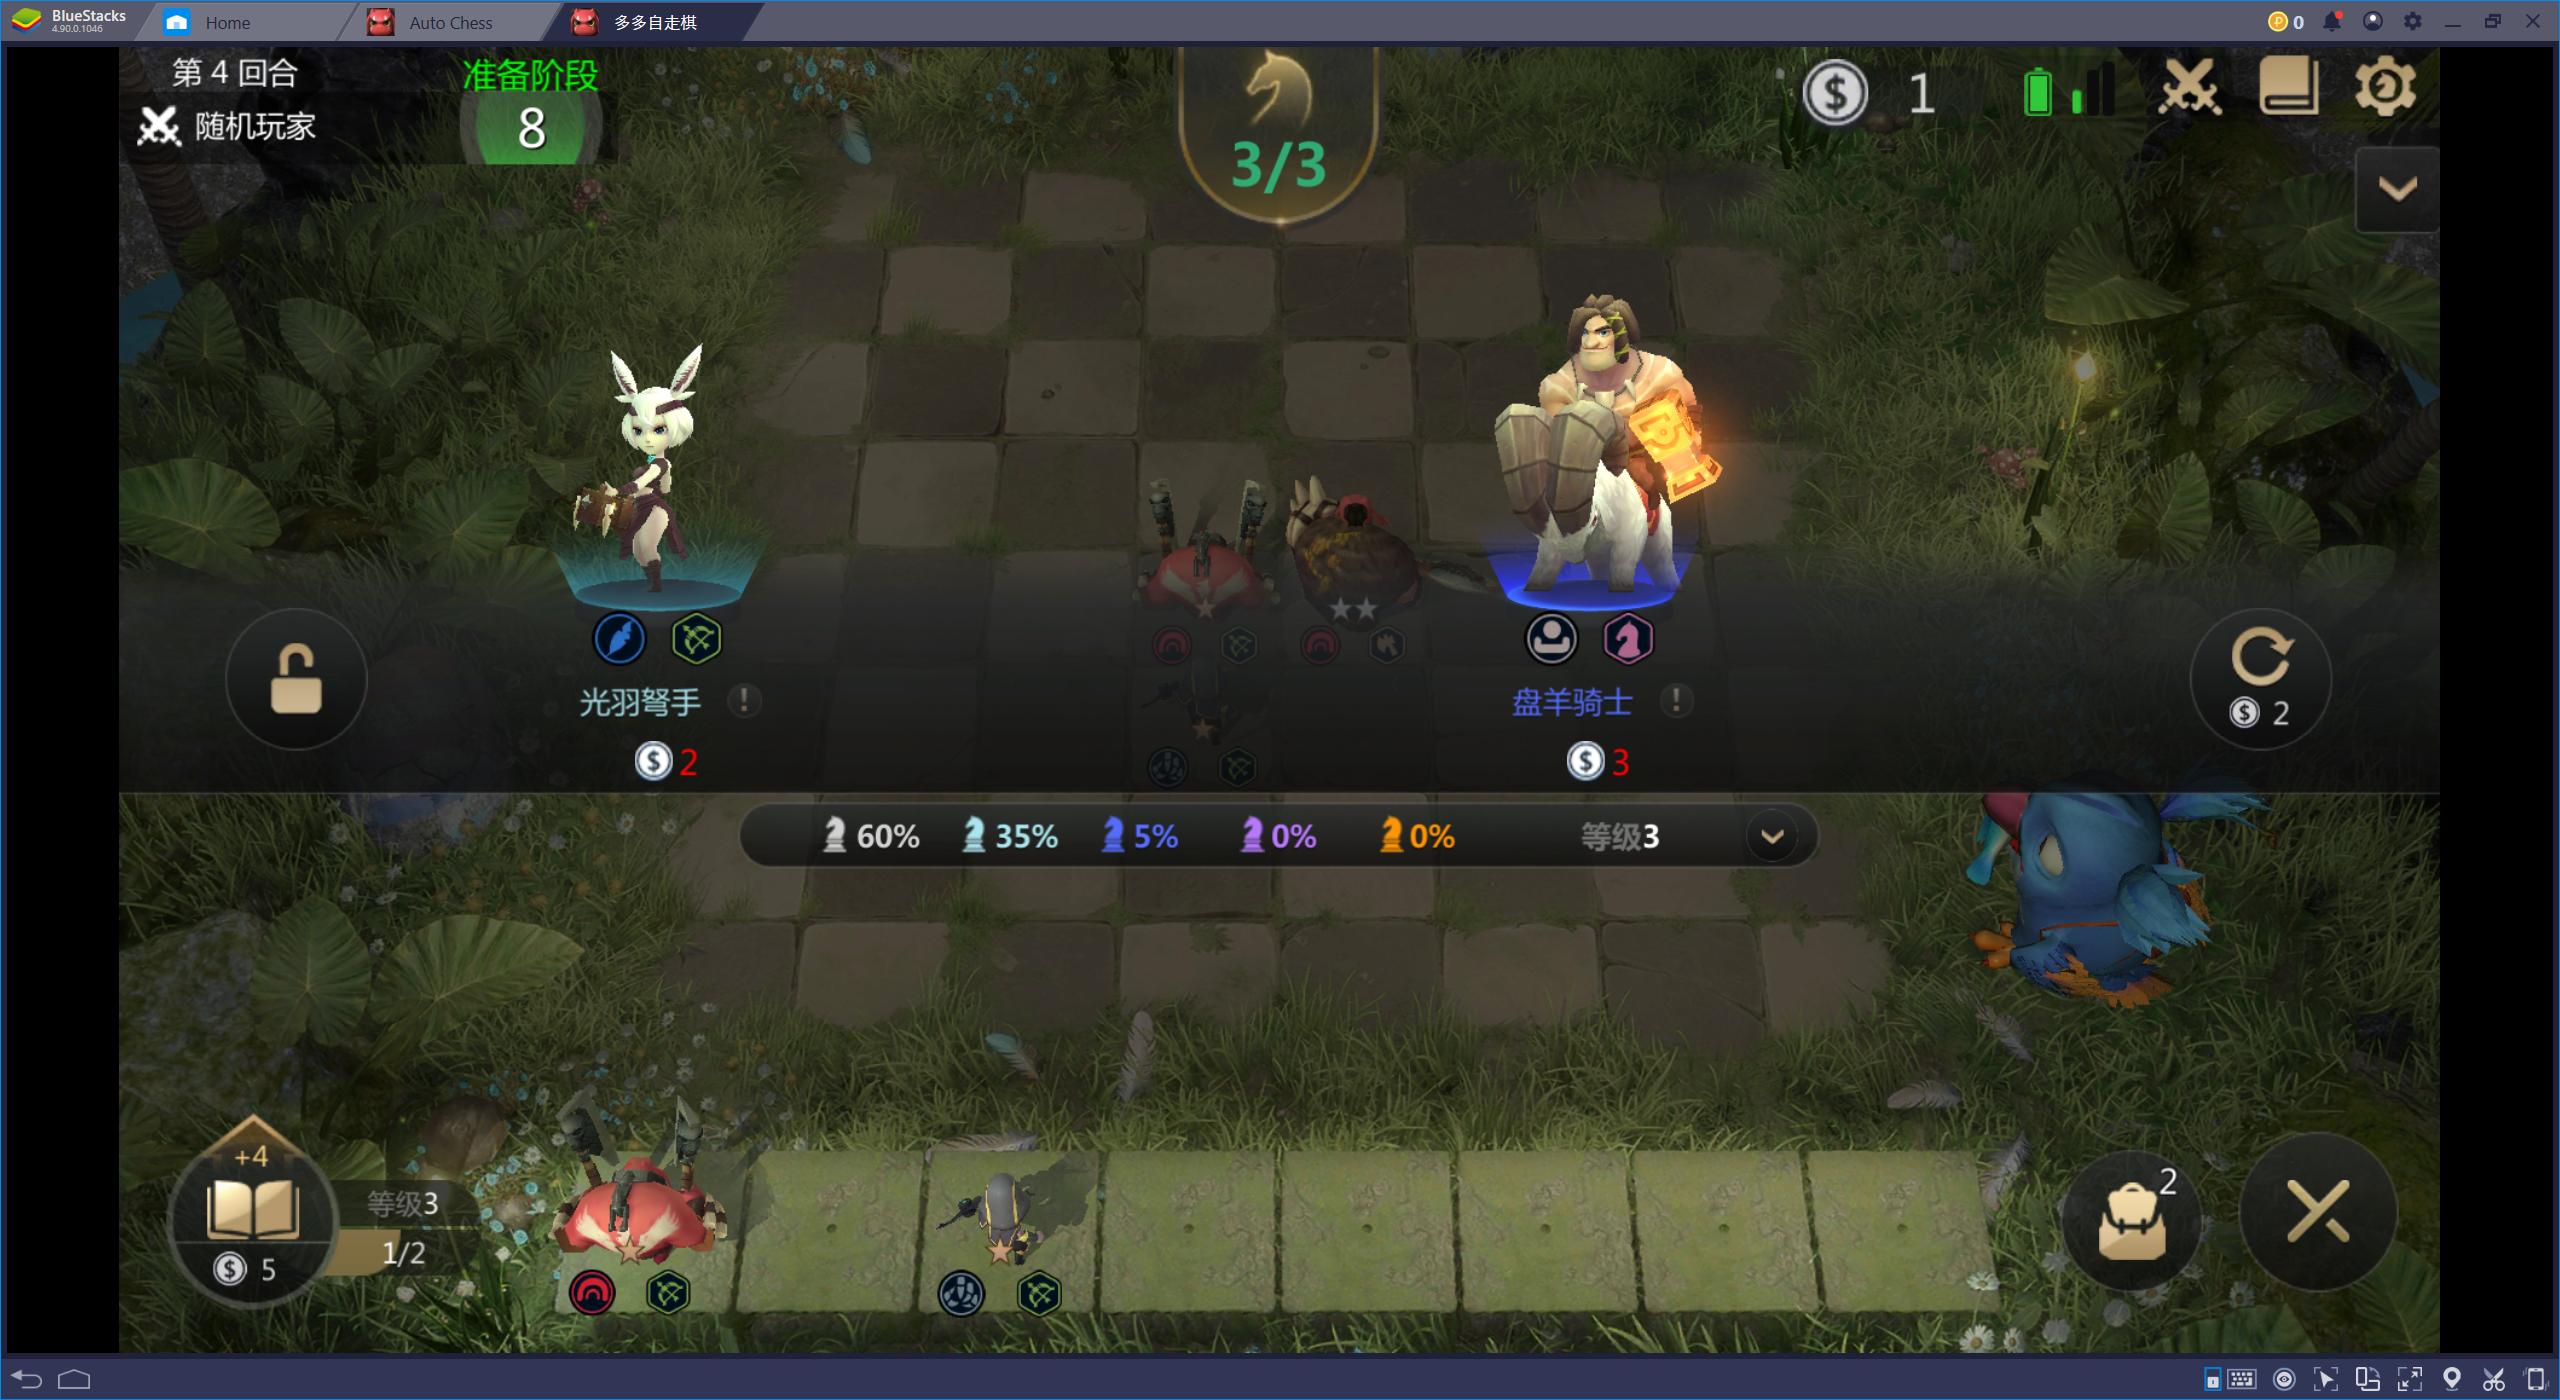 BlueStacks
4.90.0.1046
Home
Auto Chess
多多自走棋
0
第 4 回合
准备阶段
随机玩家
8
3/3
$ 1
光羽弩手 !
盘羊骑士 !
$ 2
$ 3
$ 2
60% 35% 5% 0% 0% 等级3
+4
等级3
1/2
$ 5
2